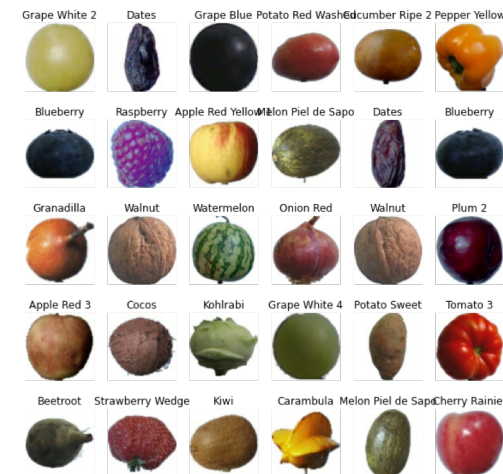 Grape White 2 Dates Grape Blue Potato Red Washed Cucumber Ripe 2 Pepper Yellow
Blueberry Raspberry Apple Red Yellow 1 Melon Piel de Sapo Dates Blueberry
Granadilla Walnut Watermelon Onion Red Walnut Plum 2
Apple Red 3 Cocos Kohlrabi Grape White 4 Potato Sweet Tomato 3
Beetroot Strawberry Wedge Kiwi Carambula Melon Piel de Sapo Cherry Rainier